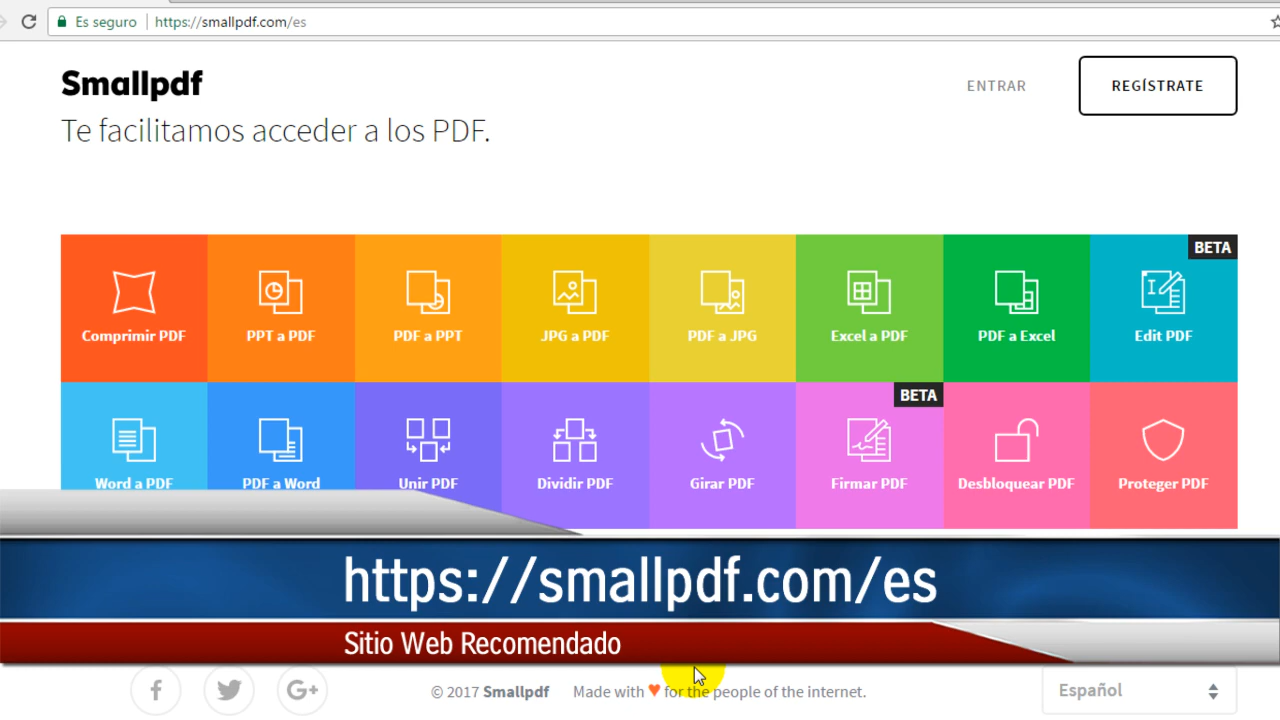 Es seguro | https://smallpdf.com/es
Smallpdf
ENTRAR
REGÍSTRATE
Te facilitamos acceder a los PDF.
BETA
Comprimir PDF
PPT a PDF
PDF a PPT
JPG a PDF
PDF a JPG
Excel a PDF
PDF a Excel
Edit PDF
BETA
Word a PDF
PDF a Word
Unir PDF
Dividir PDF
Girar PDF
Firmar PDF
Desbloquear PDF
Proteger PDF
https://smallpdf.com/es
Sitio Web Recomendado
© 2017 Smallpdf
Made with ♥ for the people of the internet.
Español